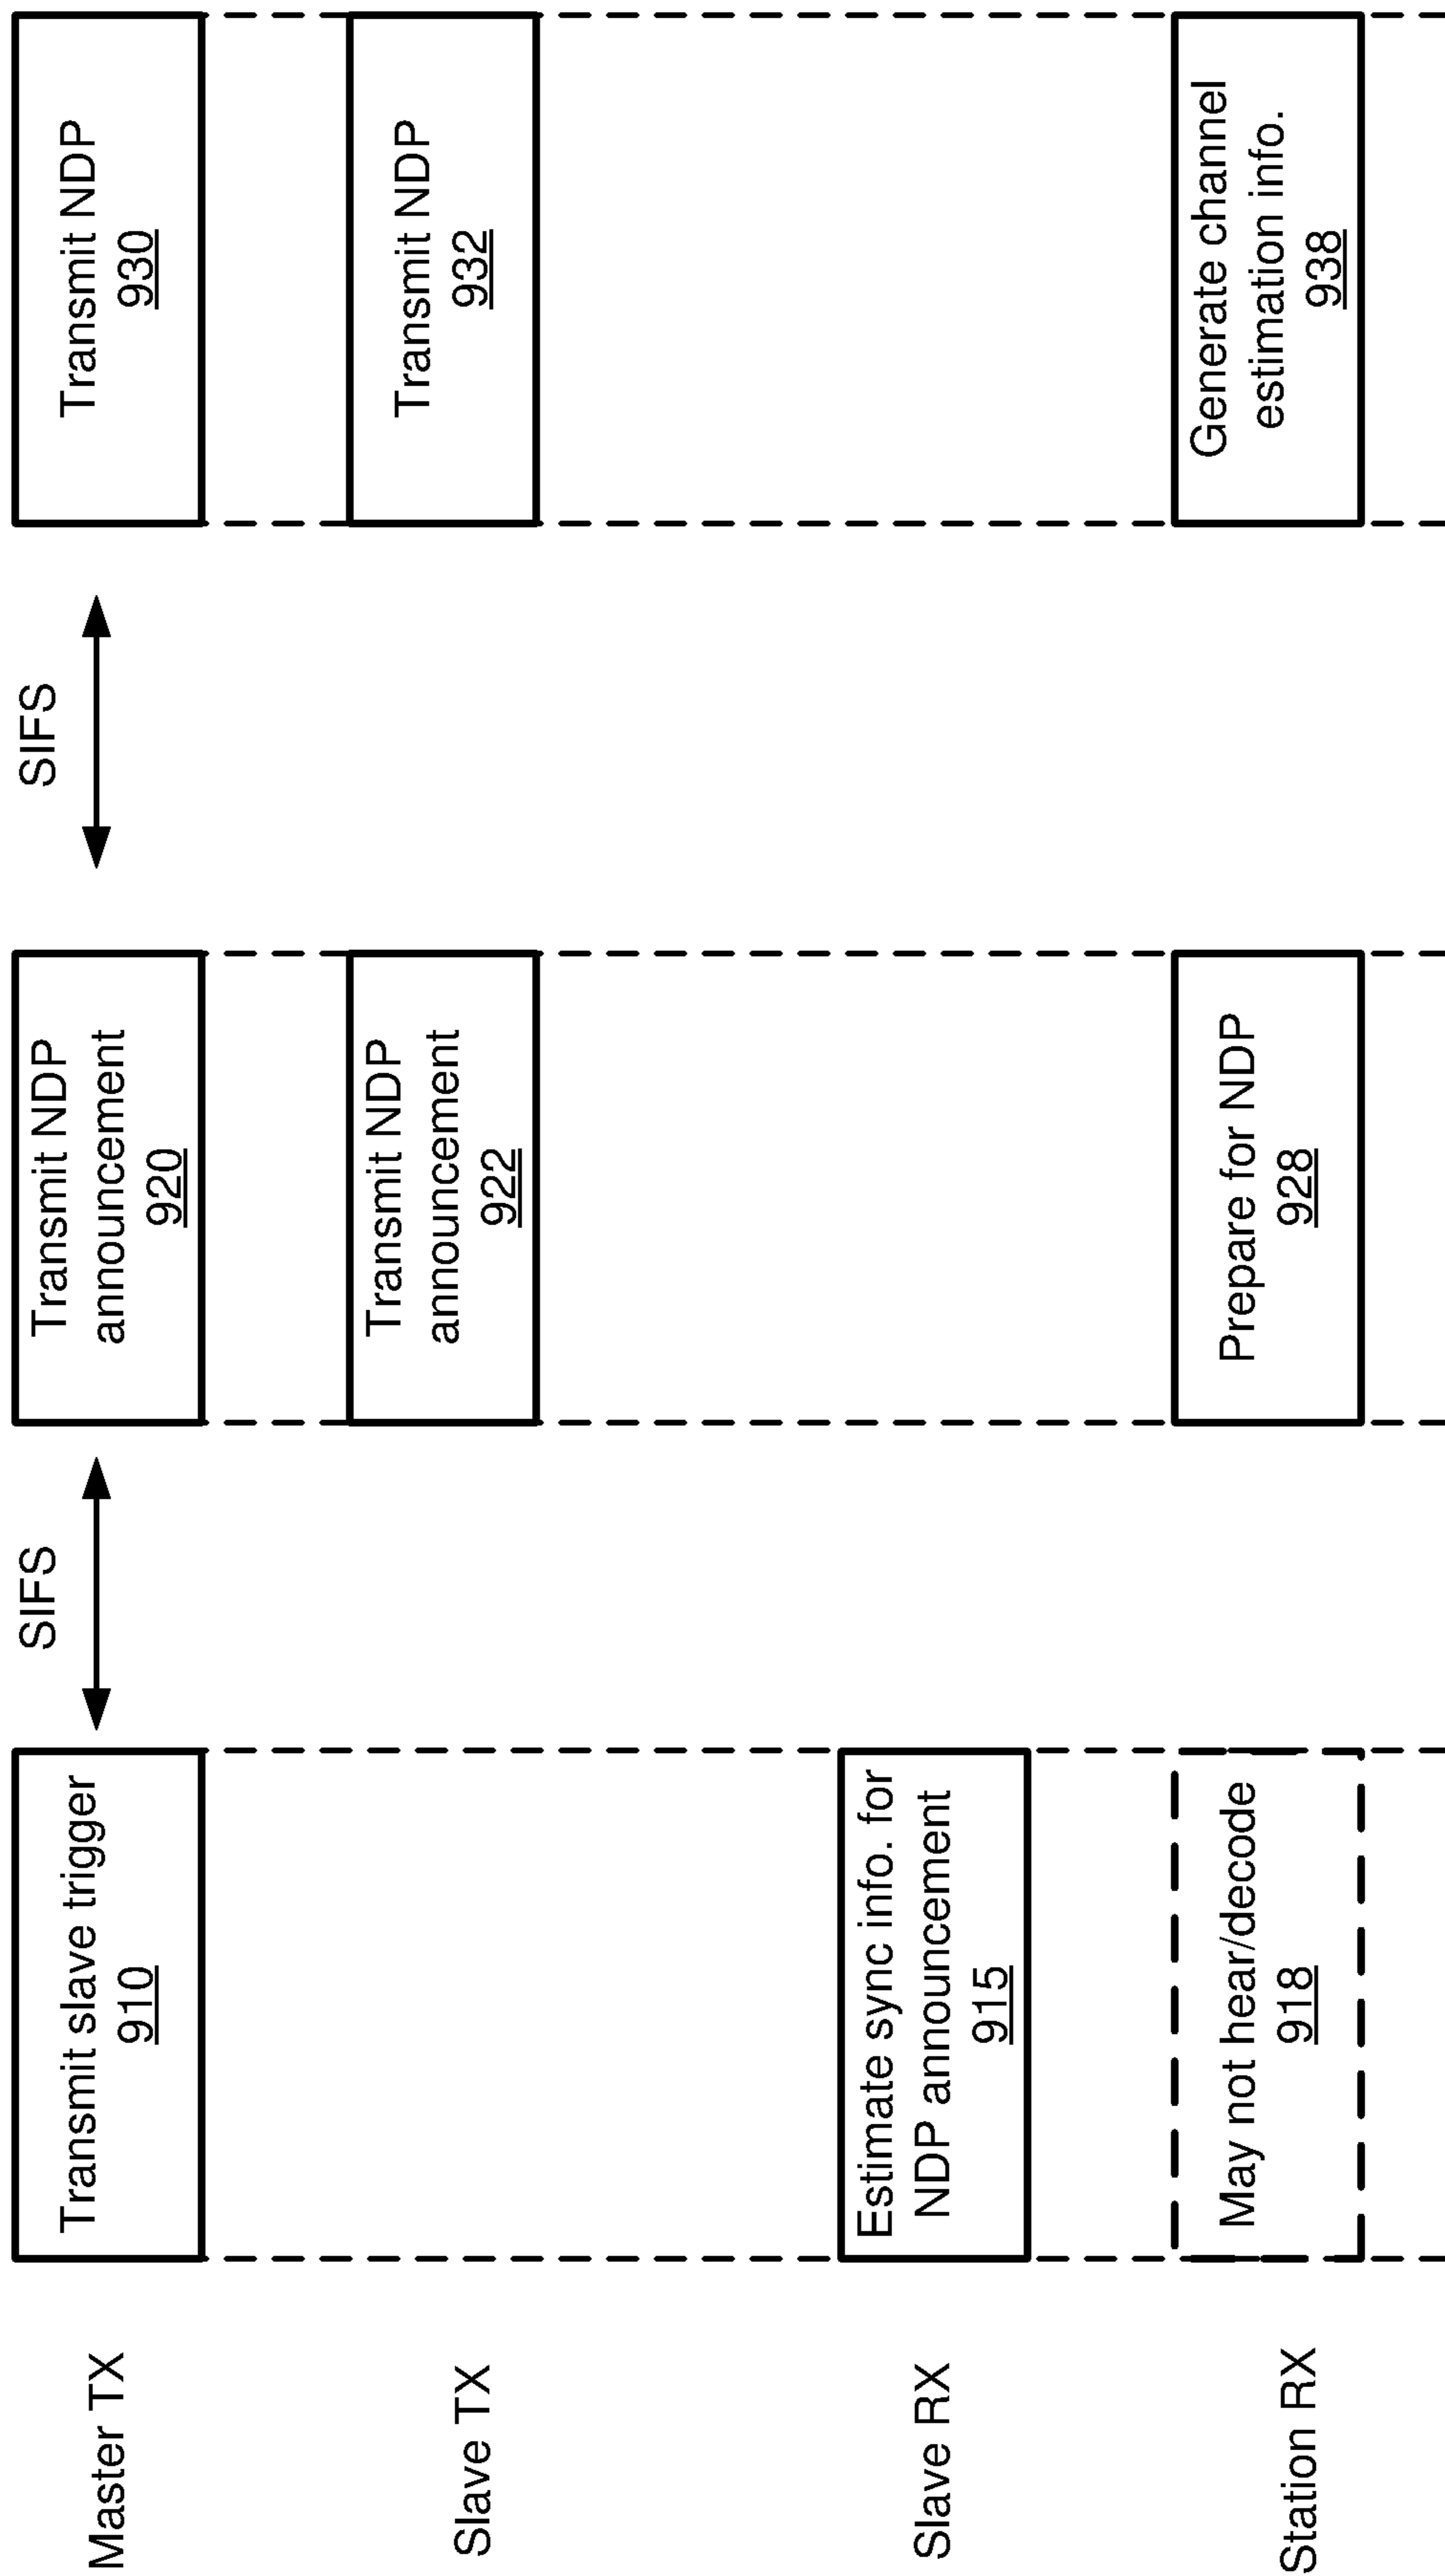 Master TX
Transmit slave trigger
910
SIFS
Transmit NDP
announcement
920
SIFS
Transmit NDP
930
Slave TX
Transmit NDP
announcement
922
Transmit NDP
932
Slave RX
Estimate sync info. for
NDP announcement
915
Station RX
May not hear/decode
918
Prepare for NDP
928
Generate channel
estimation info.
938